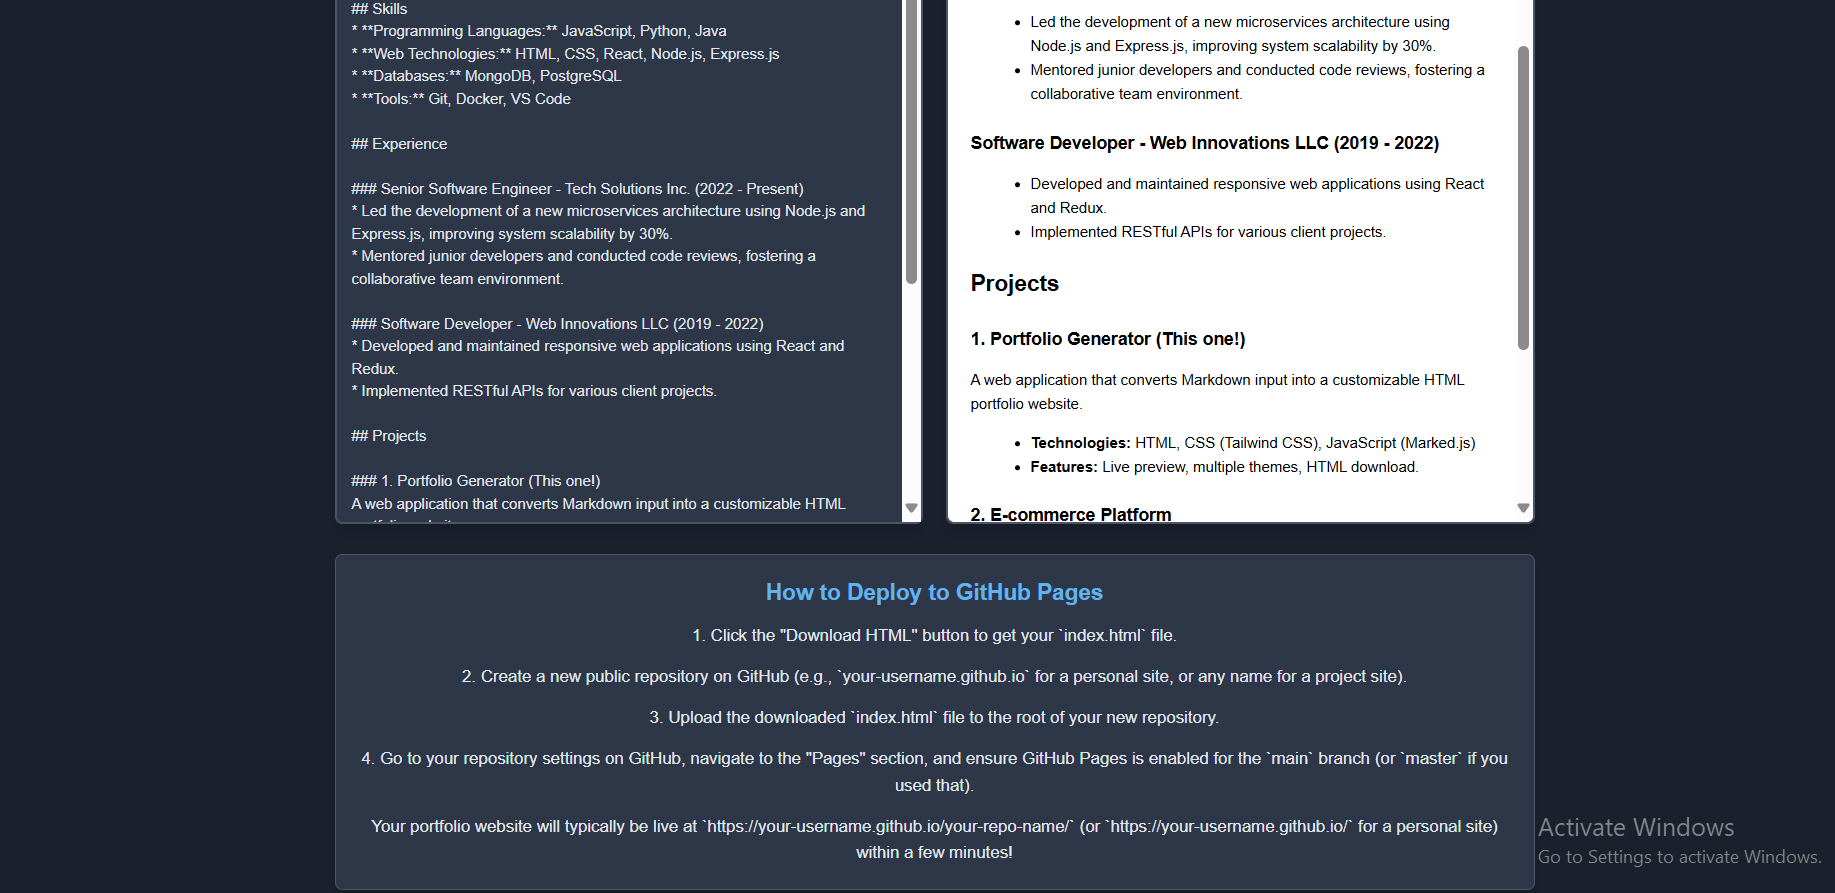 ## Skills
* **Programming Languages:** JavaScript, Python, Java
* **Web Technologies:** HTML, CSS, React, Node.js, Express.js
* **Databases:** MongoDB, PostgreSQL
* **Tools:** Git, Docker, VS Code
## Experience
### Senior Software Engineer - Tech Solutions Inc. (2022 - Present)
* Led the development of a new microservices architecture using Node.js and
Express.js, improving system scalability by 30%.
* Mentored junior developers and conducted code reviews, fostering a
collaborative team environment.
### Software Developer - Web Innovations LLC (2019 - 2022)
* Developed and maintained responsive web applications using React and
Redux.
* Implemented RESTful APIs for various client projects.
## Projects
### 1. Portfolio Generator (This one!)
A web application that converts Markdown input into a customizable HTML
• Led the development of a new microservices architecture using
Node.js and Express.js, improving system scalability by 30%.
• Mentored junior developers and conducted code reviews, fostering a
collaborative team environment.
Software Developer - Web Innovations LLC (2019 - 2022)
• Developed and maintained responsive web applications using React
and Redux.
• Implemented RESTful APIs for various client projects.
Projects
1. Portfolio Generator (This one!)
A web application that converts Markdown input into a customizable HTML
portfolio website.
• Technologies: HTML, CSS (Tailwind CSS), JavaScript (Marked.js)
• Features: Live preview, multiple themes, HTML download.
2. E-commerce Platform
How to Deploy to GitHub Pages
1. Click the "Download HTML" button to get your `index.html` file.
2. Create a new public repository on GitHub (e.g., `your-username.github.io` for a personal site, or any name for a project site).
3. Upload the downloaded `index.html` file to the root of your new repository.
4. Go to your repository settings on GitHub, navigate to the "Pages" section, and ensure GitHub Pages is enabled for the `main` branch (or `master` if you
used that).
Your portfolio website will typically be live at `https://your-username.github.io/your-repo-name/` (or `https://your-username.github.io/` for a personal site)
within a few minutes!
Activate Windows
Go to Settings to activate Windows.